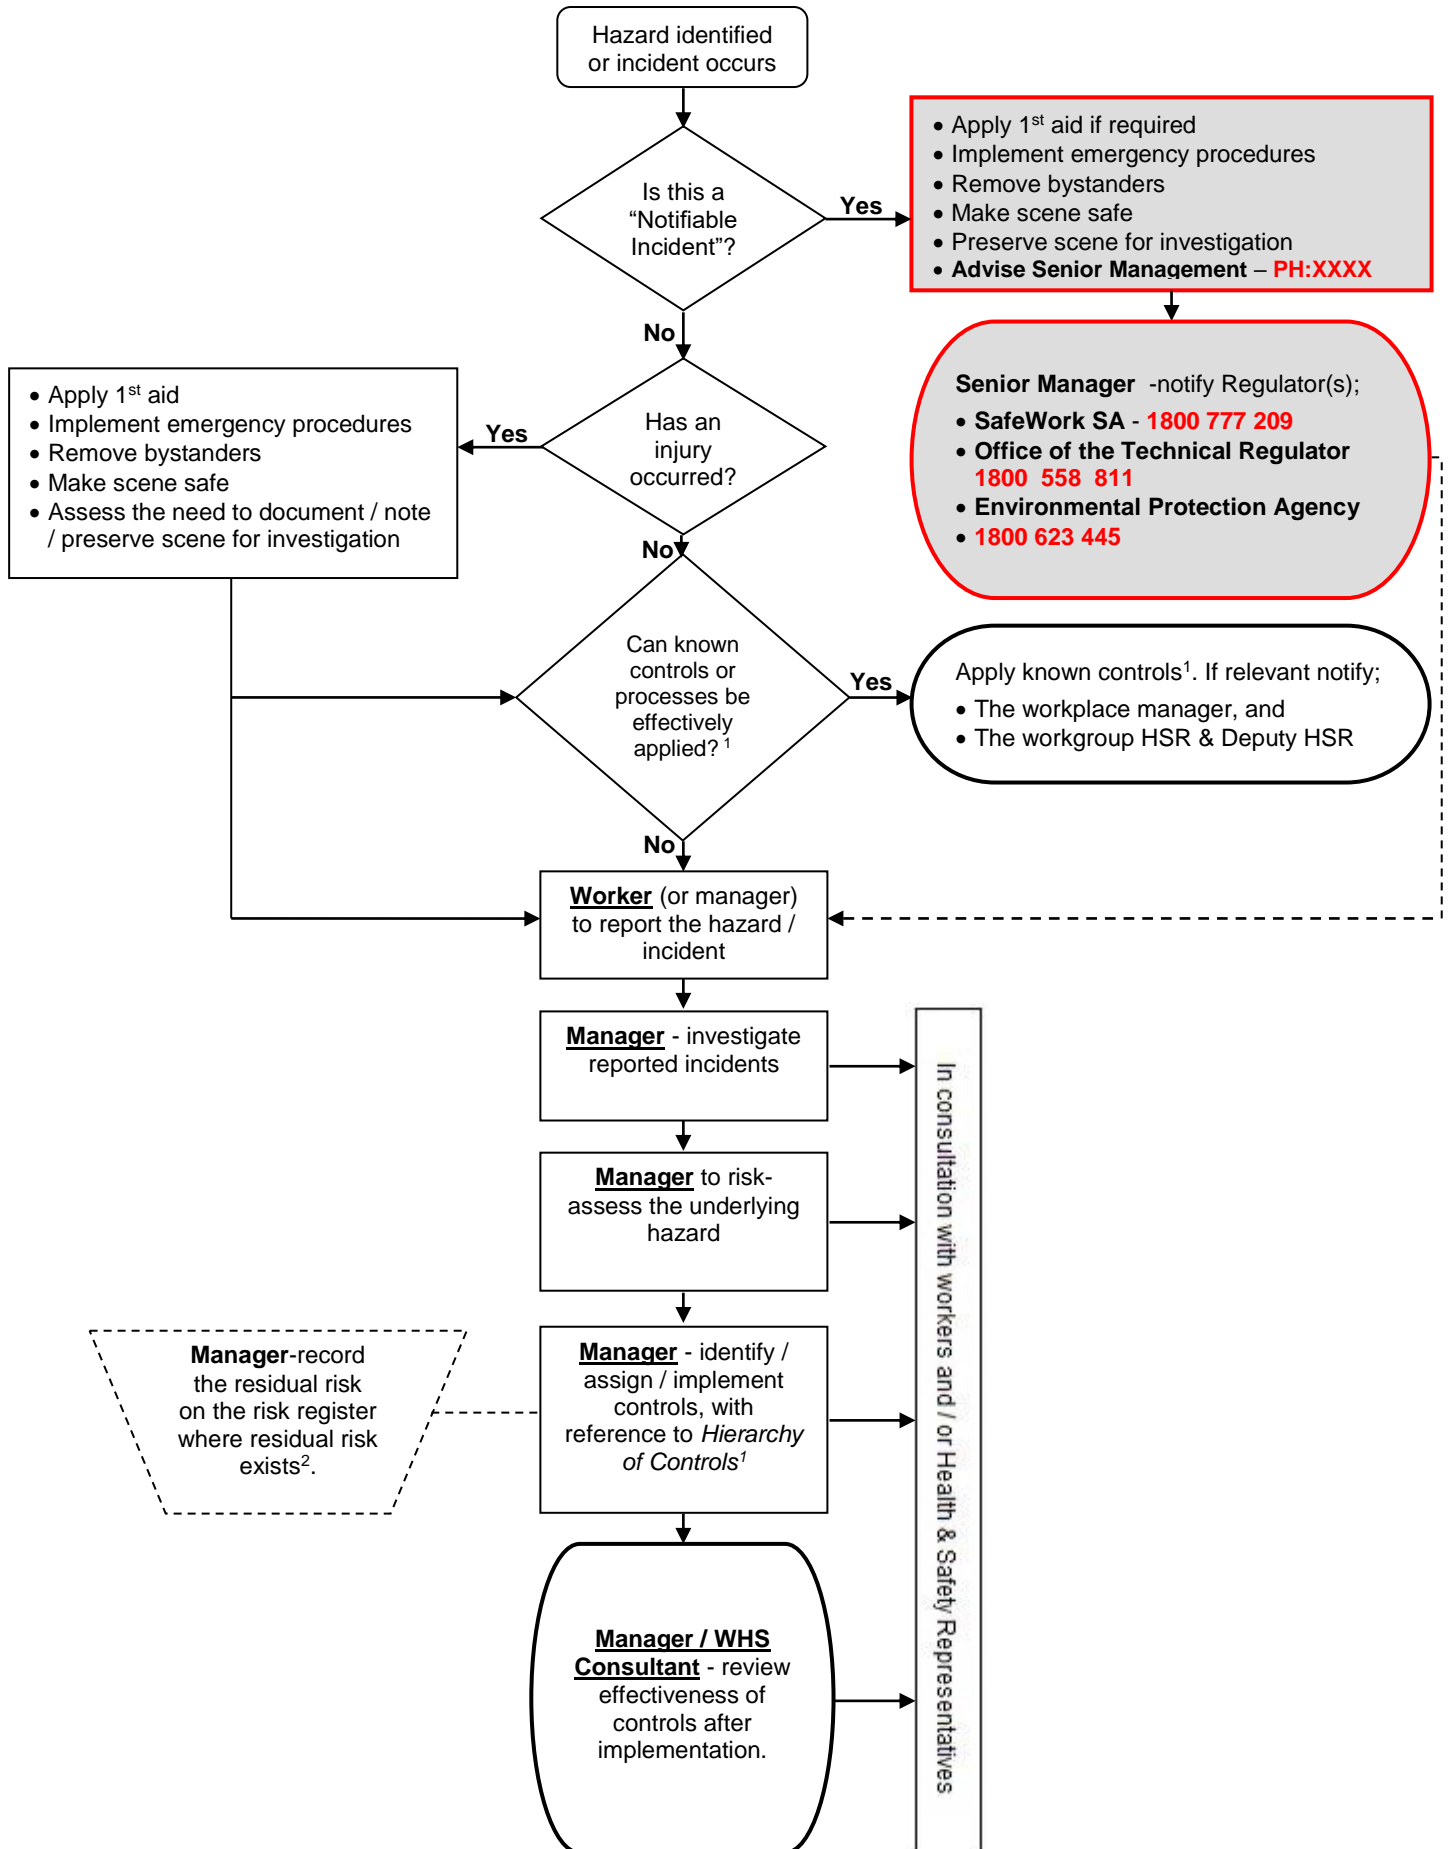 Hazard identified
or incident occurs
• Apply 1st aid if required
• Implement emergency procedures
• Remove bystanders
• Make scene safe
• Preserve scene for investigation
• Advise Senior Management – PH:XXXX
Is this a
“Notifiable
Incident”?
Yes
No
Senior Manager -notify Regulator(s);
• SafeWork SA - 1800 777 209
• Office of the Technical Regulator
1800 558 811
• Environmental Protection Agency
• 1800 623 445
• Apply 1st aid
• Implement emergency procedures
• Remove bystanders
• Make scene safe
• Assess the need to document / note
/ preserve scene for investigation
Yes
Has an
injury
occurred?
No
Can known
controls or
processes be
effectively
applied? 1
Yes
Apply known controls1. If relevant notify;
• The workplace manager, and
• The workgroup HSR & Deputy HSR
No
Worker (or manager)
to report the hazard /
incident
Manager - investigate
reported incidents
Manager to risk-
assess the underlying
hazard
Manager-record
the residual risk
on the risk register
where residual risk
exists2.
Manager - identify /
assign / implement
controls, with
reference to Hierarchy
of Controls1
Manager / WHS
Consultant - review
effectiveness of
controls after
implementation.
In consultation with workers and / or Health & Safety Representatives